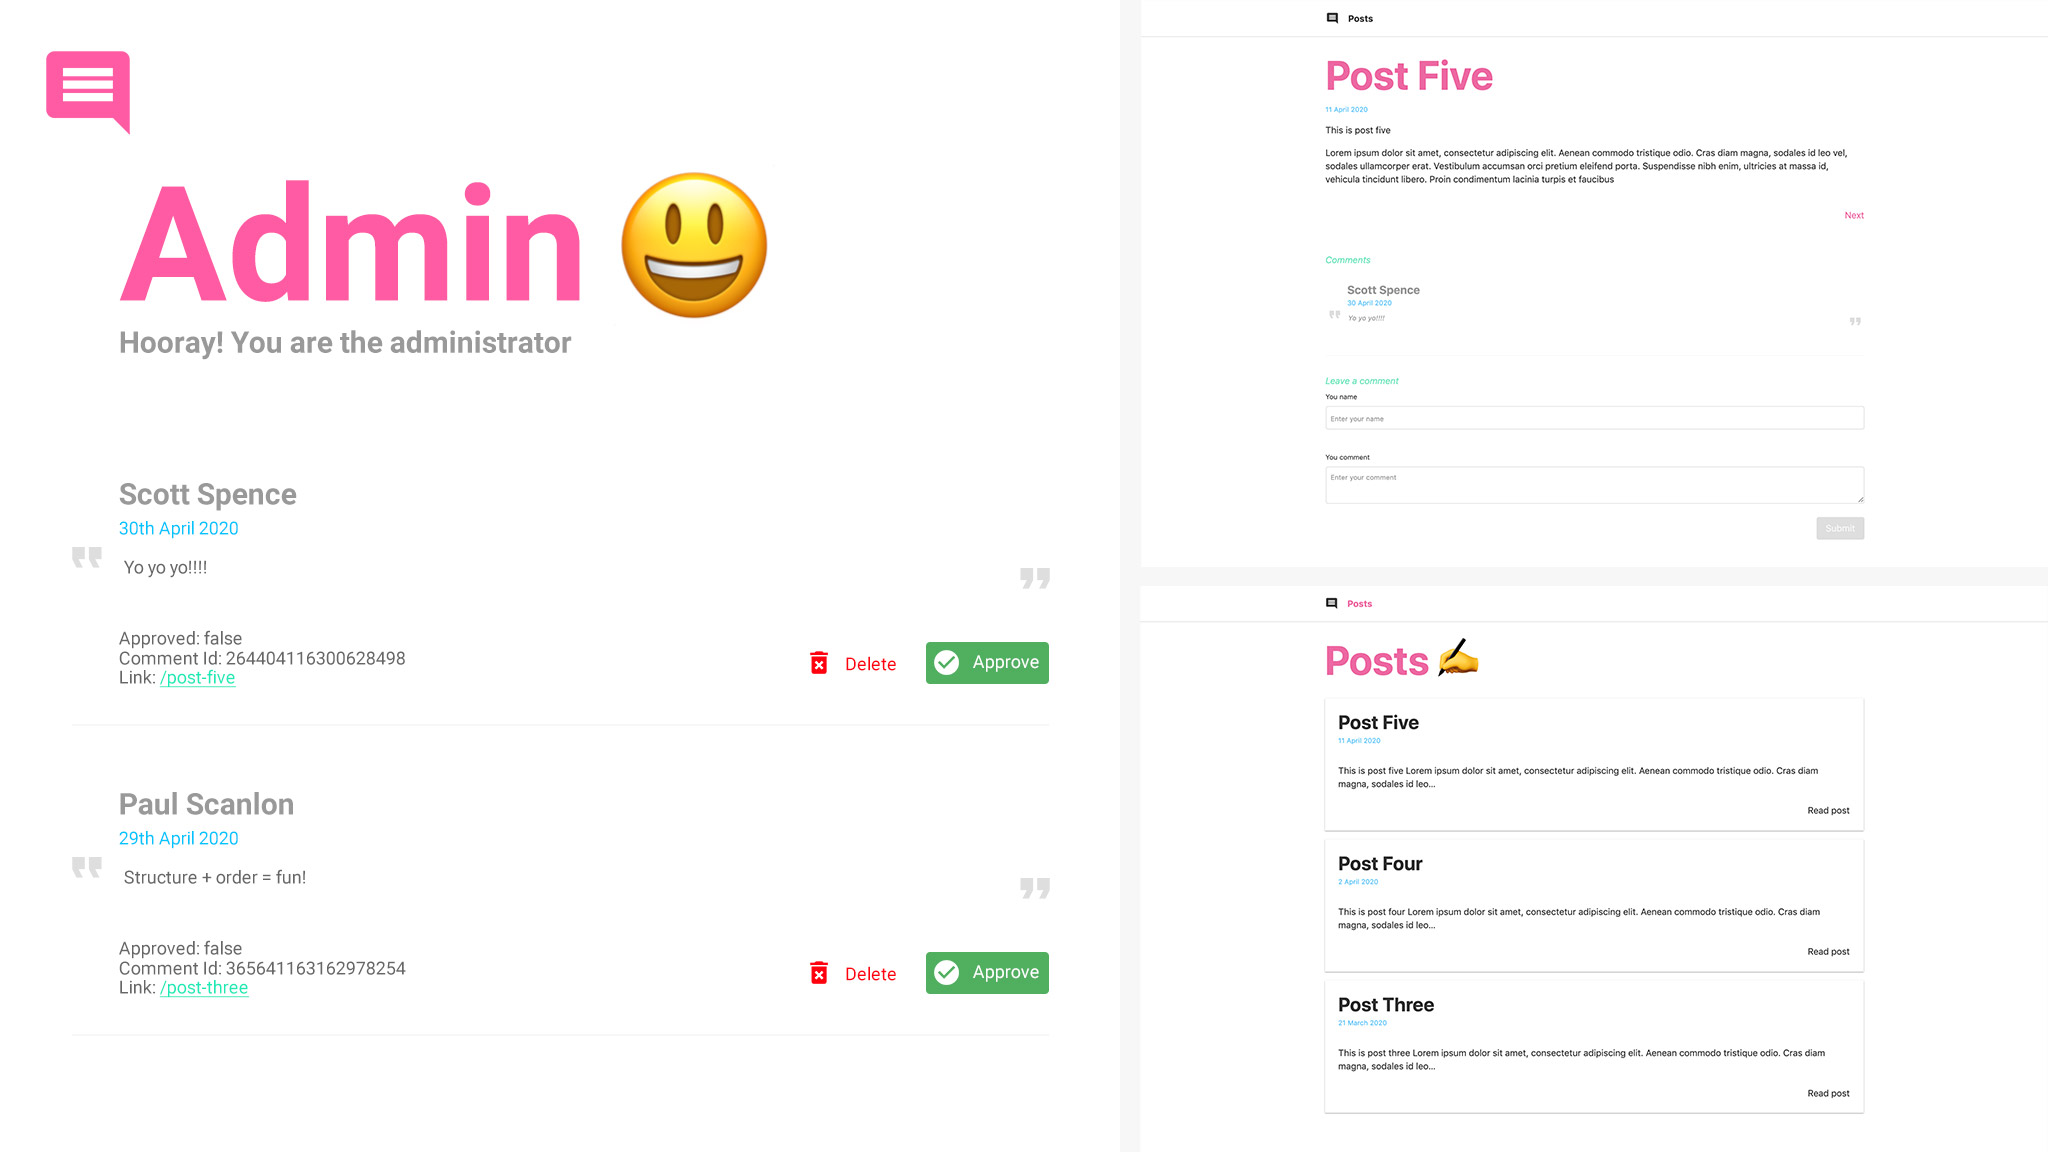 Admin
Hooray! You are the administrator
Scott Spence
30th April 2020
Yo yo yo!!!!
Approved: false
Comment Id: 264404116300628498
Link: /post-five
Delete
Approve
Paul Scanlon
29th April 2020
Structure + order = fun!
Approved: false
Comment Id: 365641163162978254
Link: /post-three
Delete
Approve
Posts
Post Five
11 April 2020
This is post five
Lorem ipsum dolor sit amet, consectetur adipiscing elit. Aenean commodo tristique odio. Cras diam magna, sodales id leo vel,
sodales ullamcorper erat. Vestibulum accumsan orci pretium eleifend porta. Suspendisse nibh enim, ultricies at massa id,
vehicula tincidunt libero. Proin condimentum lacinia turpis et faucibus
Next
Comments
Scott Spence
30 April 2020
Yo yo yo!!!!
Leave a comment
You name
Enter your name
You comment
Enter your comment
Submit
Posts
Posts
Post Five
11 April 2020
This is post five Lorem ipsum dolor sit amet, consectetur adipiscing elit. Aenean commodo tristique odio. Cras diam
magna, sodales id leo...
Read post
Post Four
2 April 2020
This is post four Lorem ipsum dolor sit amet, consectetur adipiscing elit. Aenean commodo tristique odio. Cras diam
magna, sodales id leo...
Read post
Post Three
21 March 2020
This is post three Lorem ipsum dolor sit amet, consectetur adipiscing elit. Aenean commodo tristique odio. Cras diam
magna, sodales id leo...
Read post